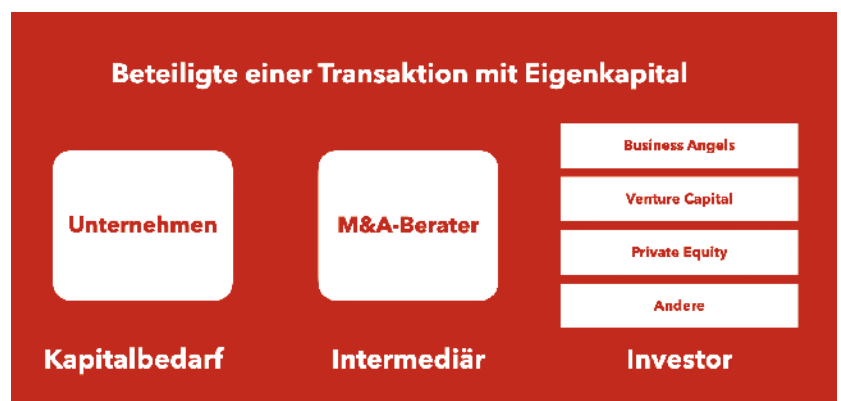 Beteiligte einer Transaktion mit Eigenkapital
Unternehmen
Kapitalbedarf
M&A-Berater
Intermediär
Business Angels
Venture Capital
Private Equity
Andere
Investor